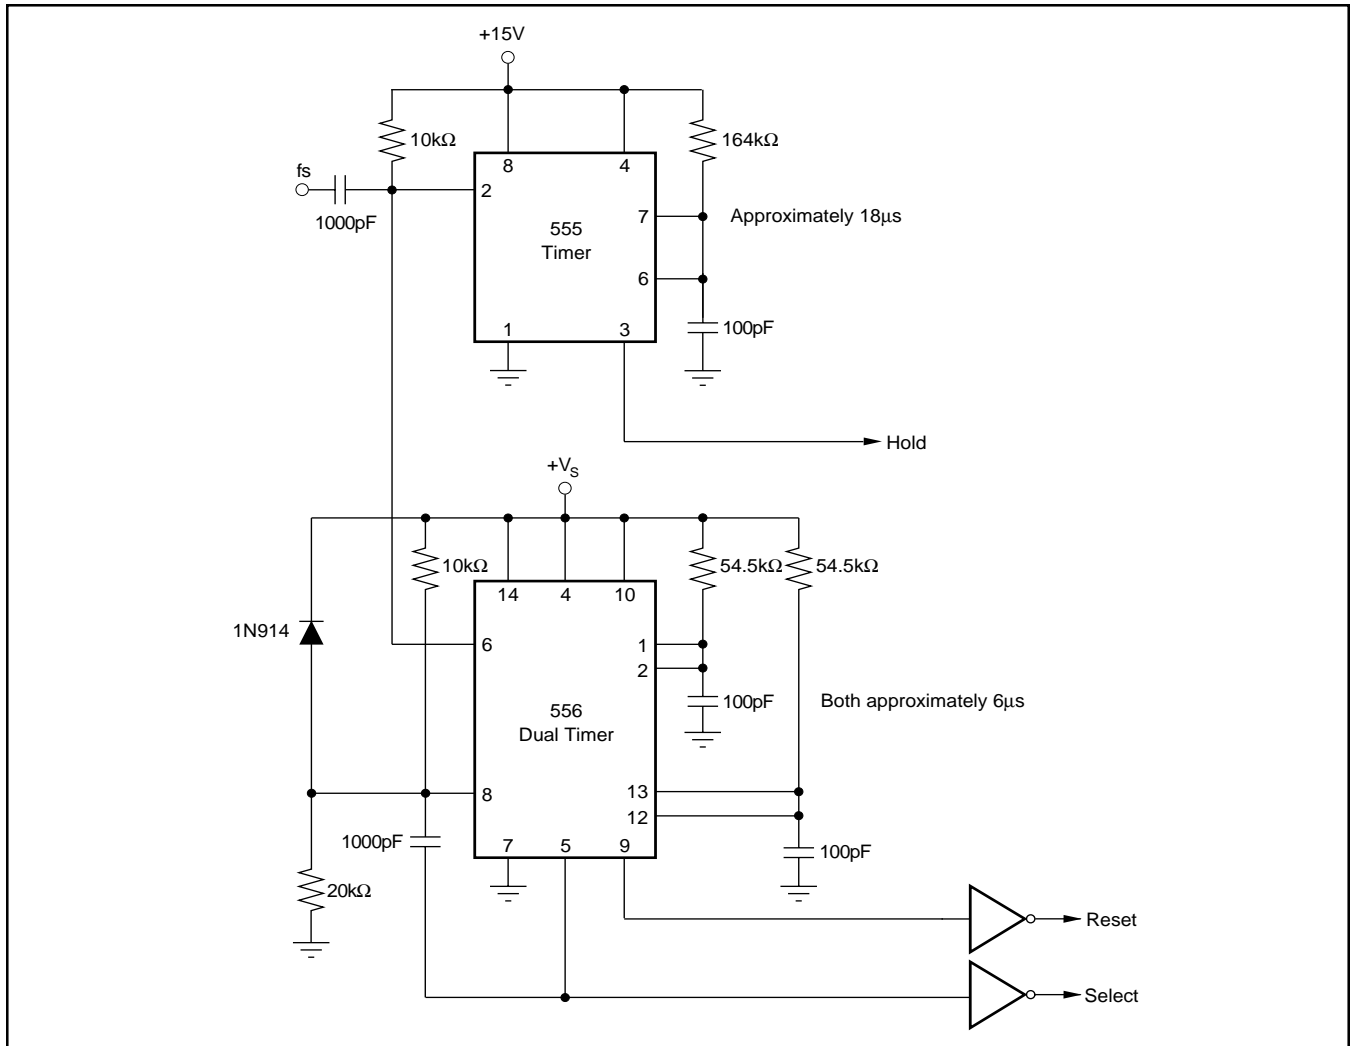 +15V
10kΩ
164kΩ
8
4
fs
2
1000pF
7
Approximately 18µs
555
Timer
6
1
3
100pF
Hold
+VS
10kΩ
54.5kΩ
54.5kΩ
14
4
10
1N914
6
1
2
100pF
Both approximately 6µs
556
Dual Timer
8
13
12
1000pF
7
5
9
100pF
20kΩ
Reset
Select